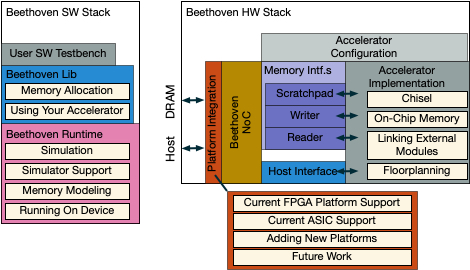 Beethoven SW Stack
User SW Testbench
Beethoven Lib
Memory Allocation
Using Your Accelerator
Beethoven Runtime
Simulation
Simulator Support
Memory Modeling
Running On Device
Beethoven HW Stack
Accelerator
Configuration
DRAM
Host
Platform Integration
Beethoven
NoC
Memory Intf.s
Scratchpad
Writer
Reader
Host Interface
Accelerator
Implementation
Chisel
On-Chip Memory
Linking External
Modules
Floorplanning
Current FPGA Platform Support
Current ASIC Support
Adding New Platforms
Future Work